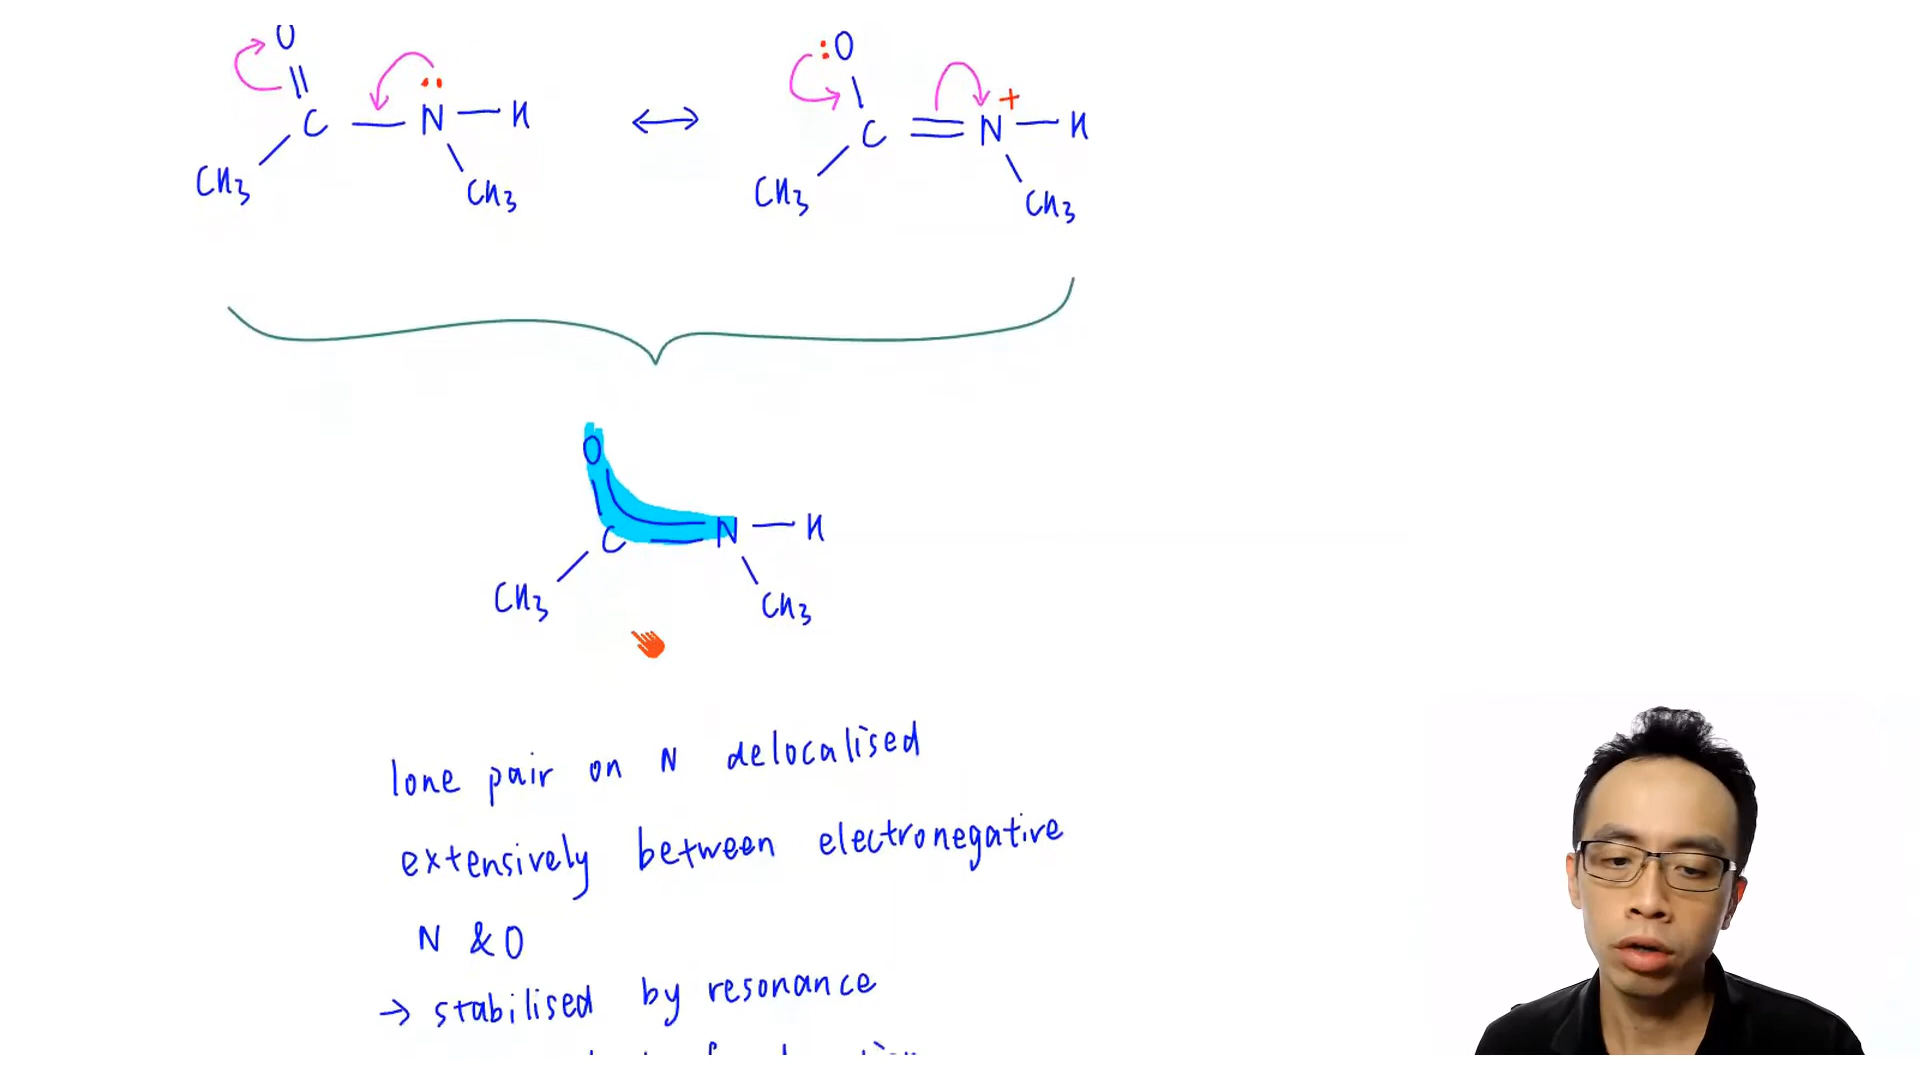 O :O
C — N — H ↔ C = N+ — H
CH3 CH3 CH3 CH3
O
C N — H
CH3 CH3
lone pair on N delocalised
extensively between electronegative
N & O
→ stabilised by resonance